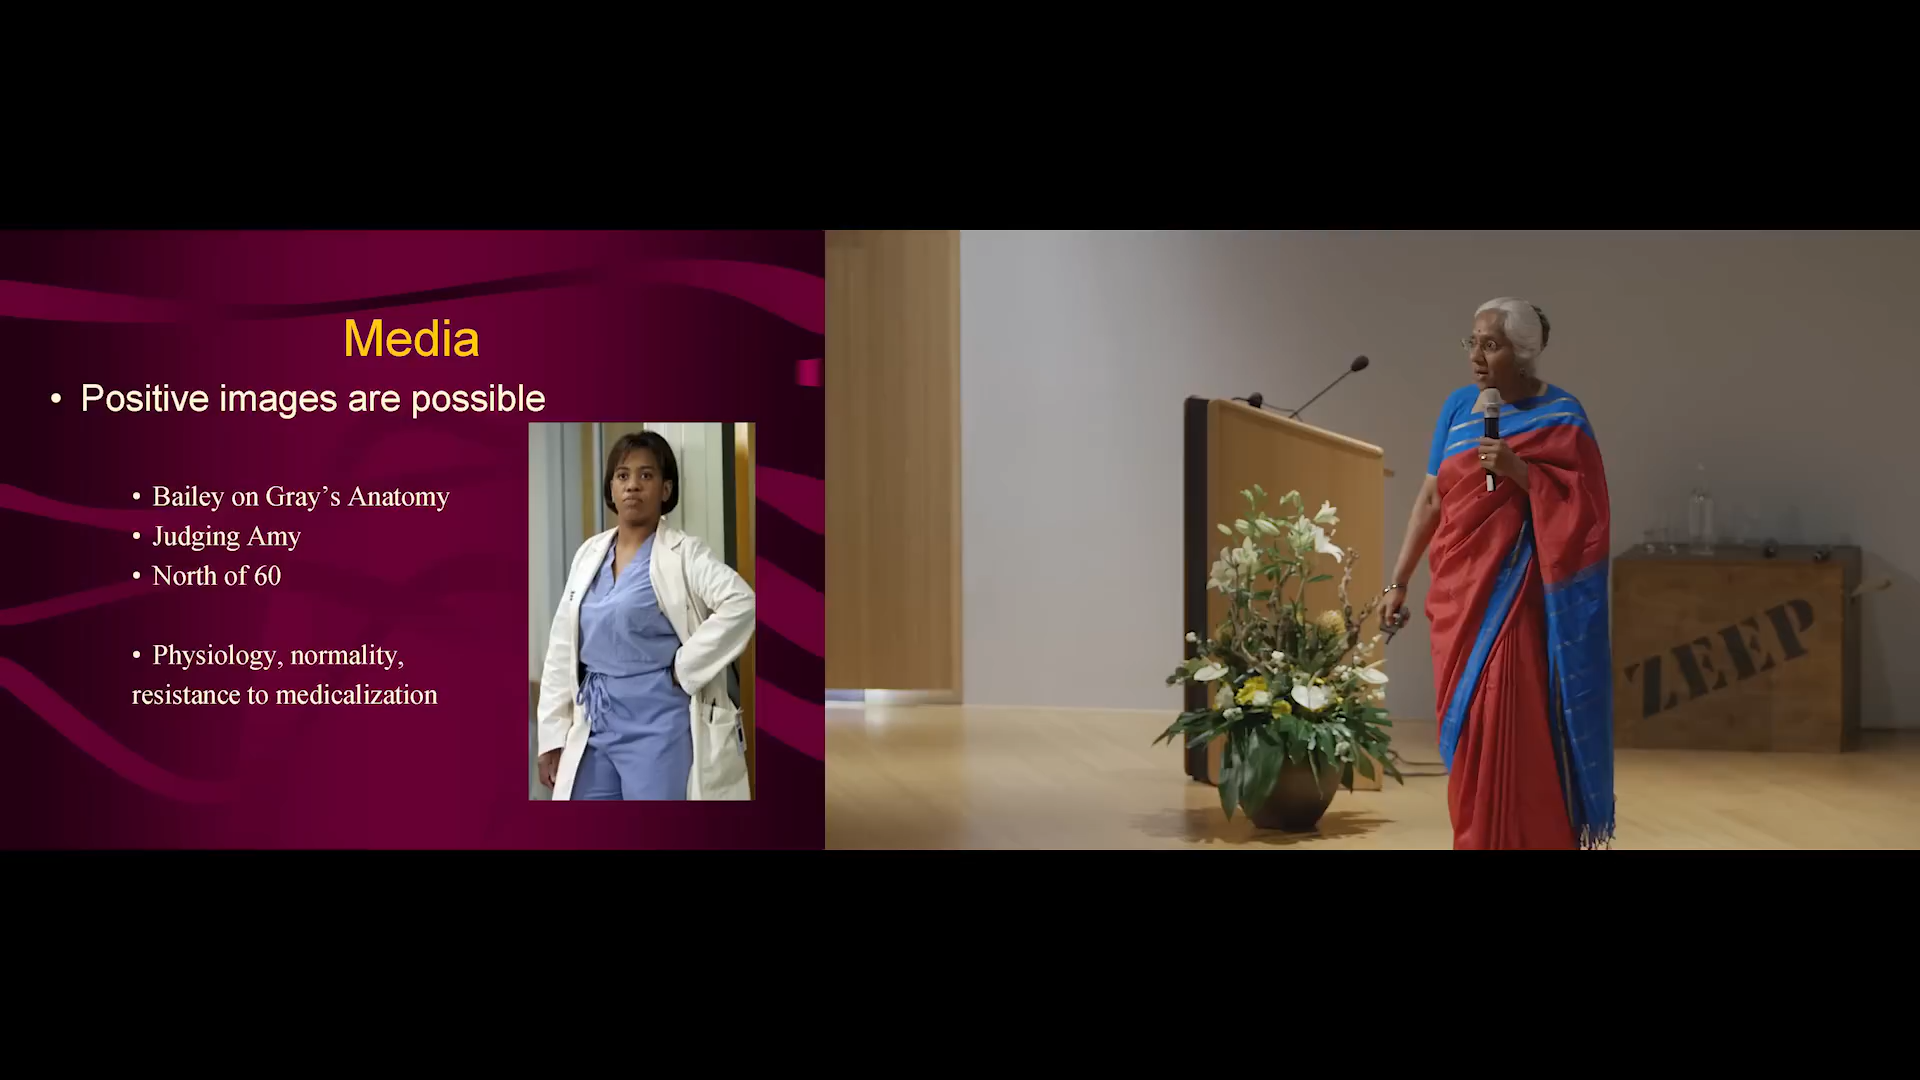 Media
• Positive images are possible
• Bailey on Gray’s Anatomy
• Judging Amy
• North of 60
• Physiology, normality,
resistance to medicalization
ZEEP